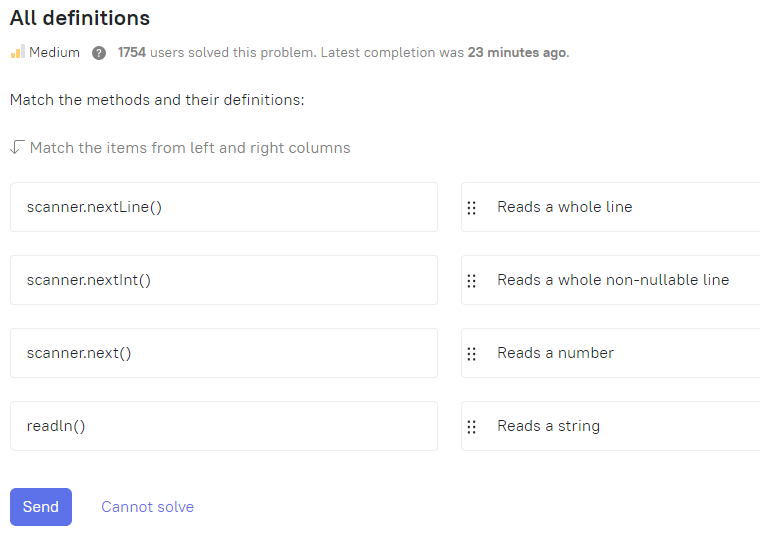 All definitions
Medium ? 1754 users solved this problem. Latest completion was 23 minutes ago.
Match the methods and their definitions:
Match the items from left and right columns
scanner.nextLine() Reads a whole line
scanner.nextInt() Reads a whole non-nullable line
scanner.next() Reads a number
readln() Reads a string
Send Cannot solve